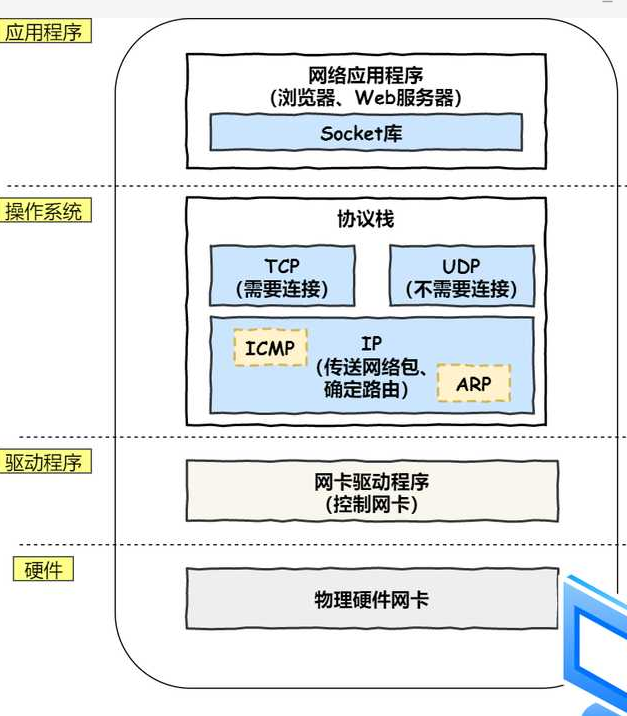 应用程序
网络应用程序
(浏览器、Web服务器)
Socket库
操作系统
协议栈
TCP
(需要连接)
UDP
(不需要连接)
ICMP
IP
(传送网络包、
确定路由)
ARP
驱动程序
网卡驱动程序
(控制网卡)
硬件
物理硬件网卡